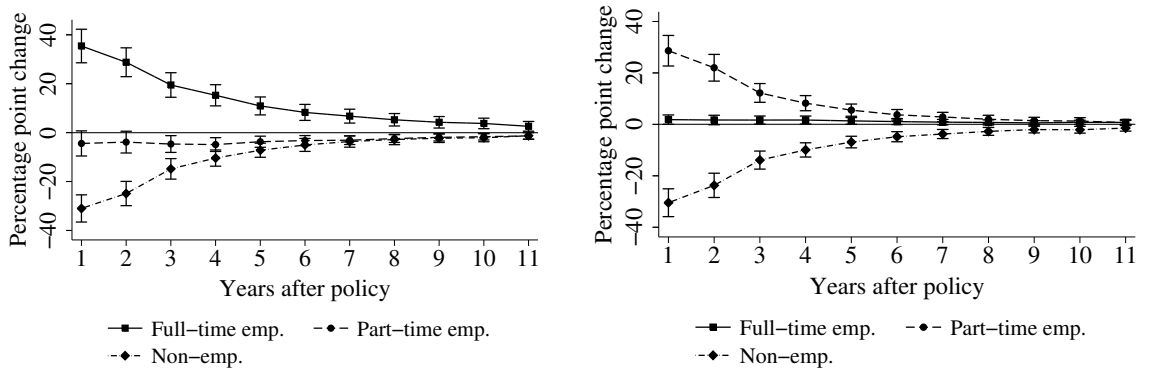 Percentage point change
40
20
0
−20
−40
1 2 3 4 5 6 7 8 9 10 11
Years after policy
Full−time emp. Part−time emp.
Non−emp.
Percentage point change
40
20
0
−20
−40
1 2 3 4 5 6 7 8 9 10 11
Years after policy
Full−time emp. Part−time emp.
Non−emp.